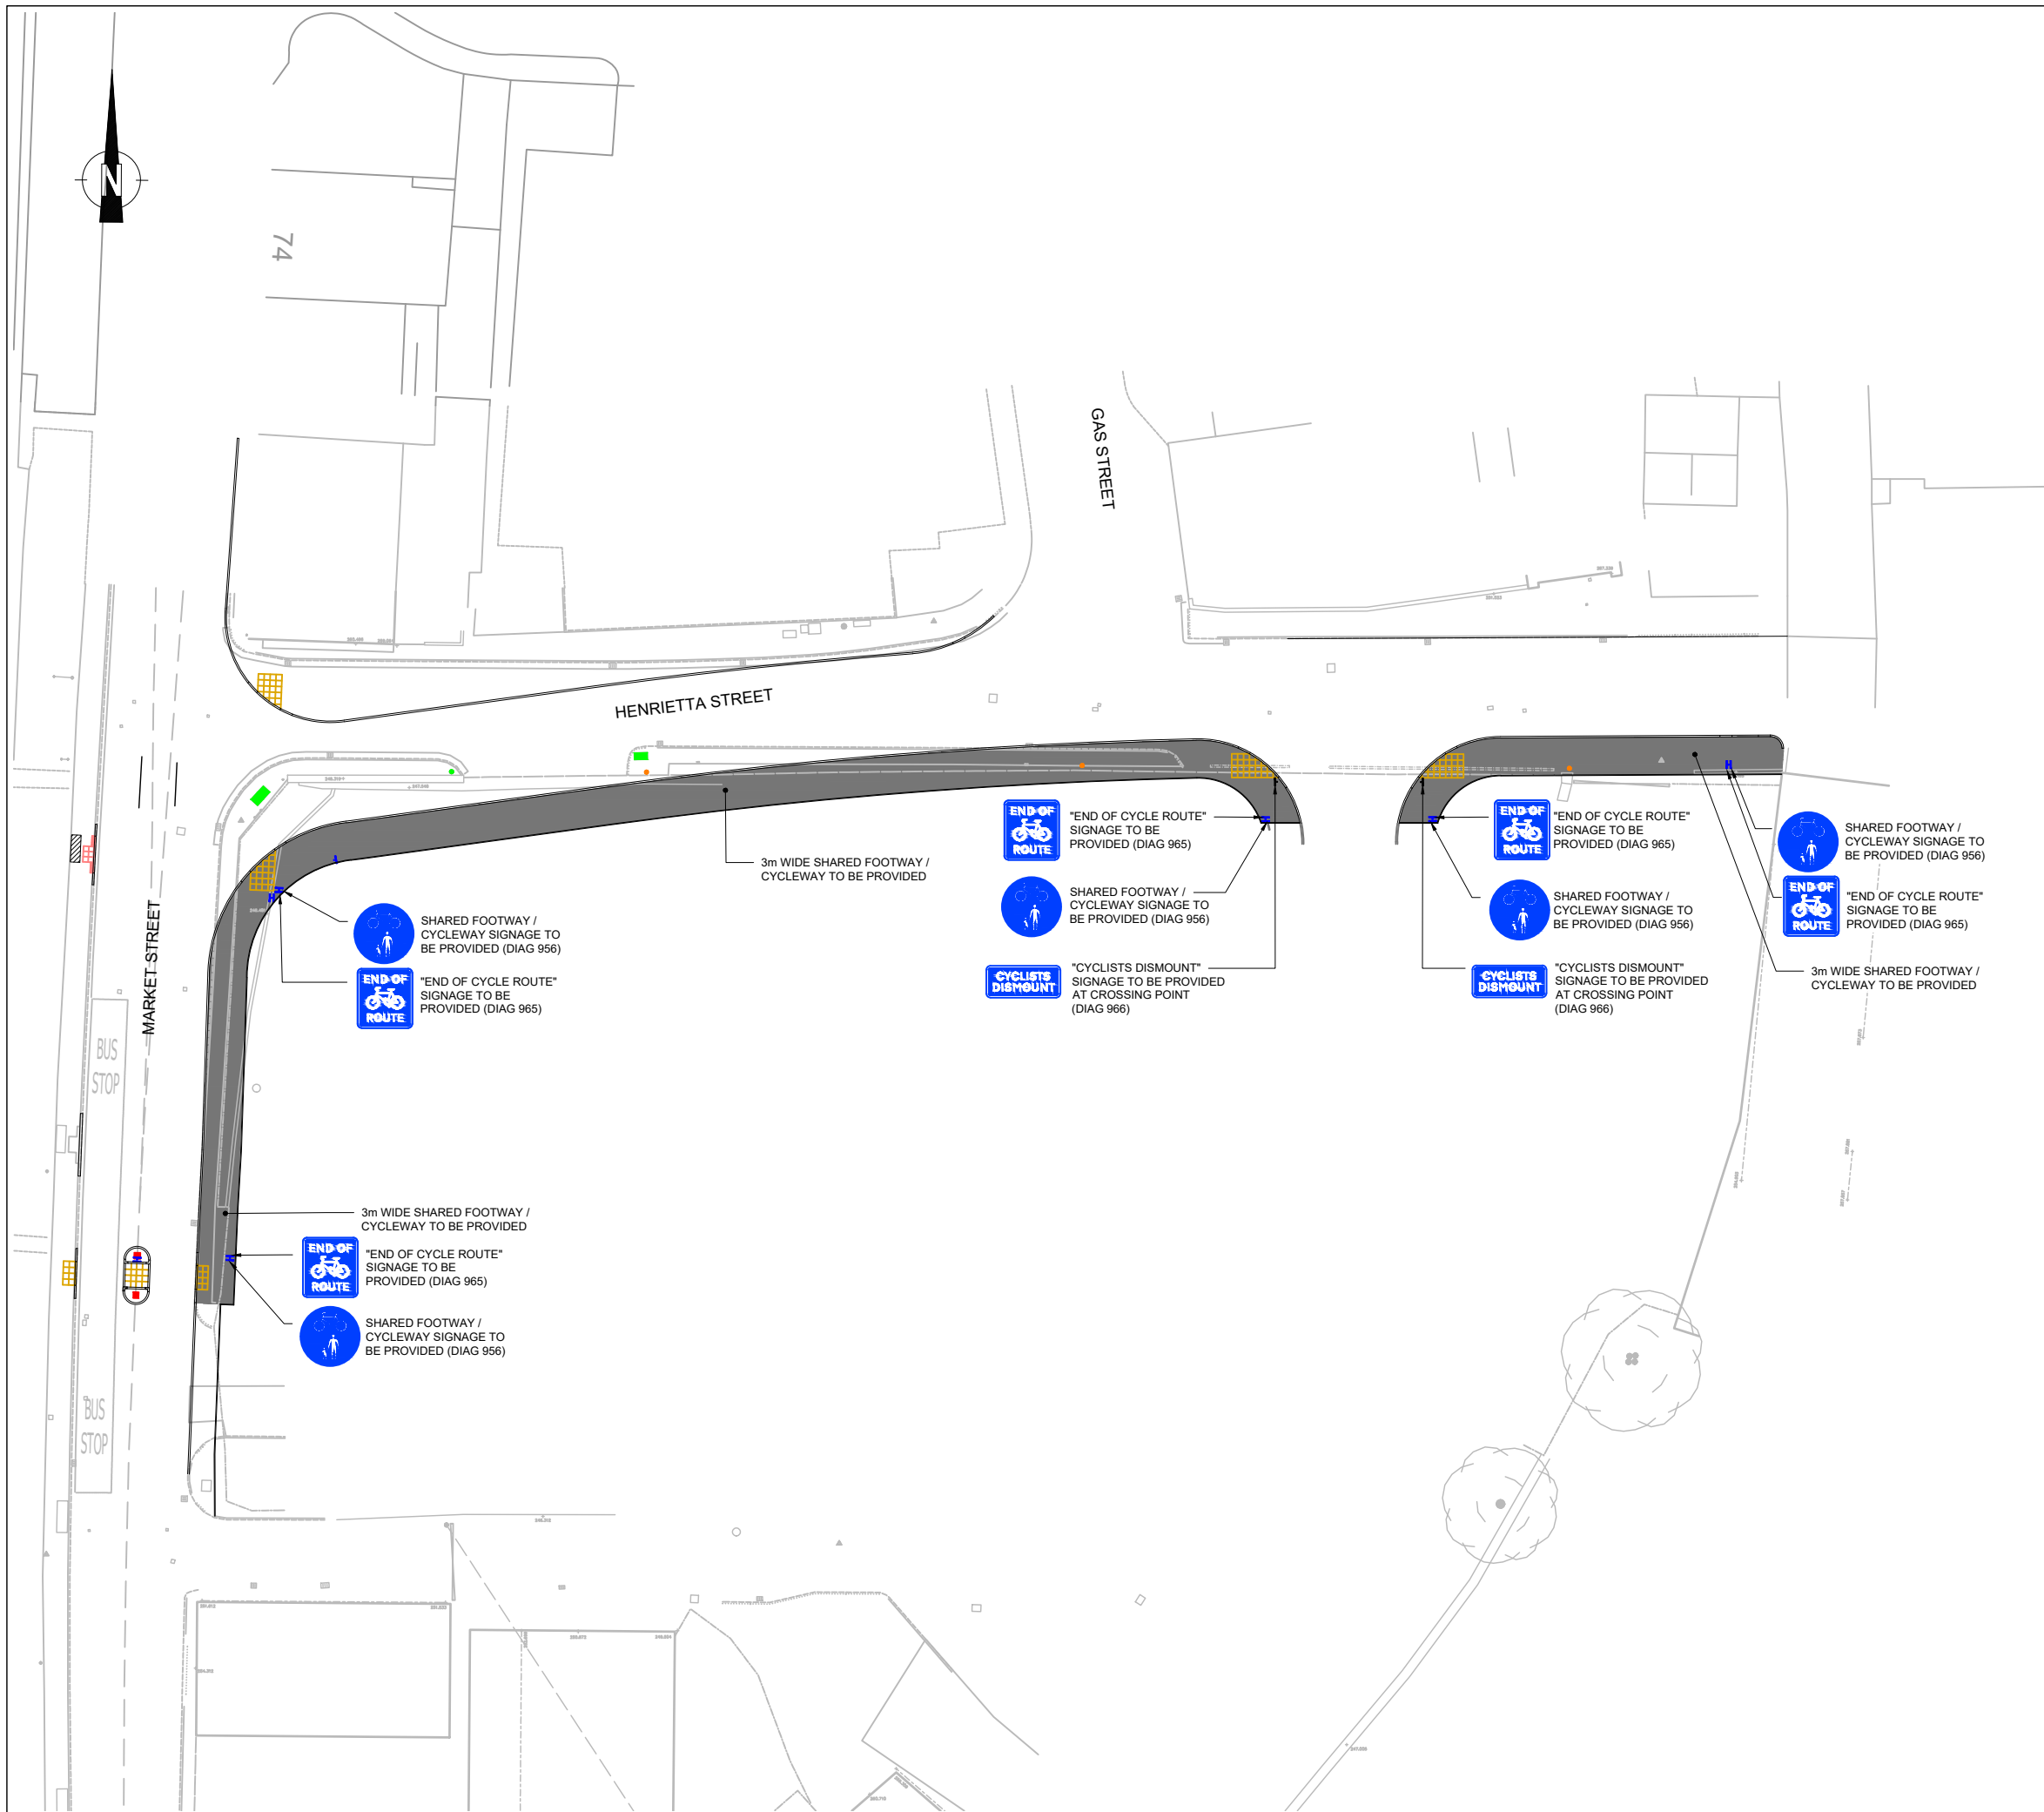 N
74
GAS STREET
HENRIETTA STREET
MARKET STREET
END OF
ROUTE
"END OF CYCLE ROUTE"
SIGNAGE TO BE
PROVIDED (DIAG 965)
SHARED FOOTWAY /
CYCLEWAY SIGNAGE TO
BE PROVIDED (DIAG 956)
CYCLISTS
DISMOUNT
"CYCLISTS DISMOUNT"
SIGNAGE TO BE PROVIDED
AT CROSSING POINT
(DIAG 966)
END OF
ROUTE
"END OF CYCLE ROUTE"
SIGNAGE TO BE
PROVIDED (DIAG 965)
SHARED FOOTWAY /
CYCLEWAY SIGNAGE TO
BE PROVIDED (DIAG 956)
CYCLISTS
DISMOUNT
"CYCLISTS DISMOUNT"
SIGNAGE TO BE PROVIDED
AT CROSSING POINT
(DIAG 966)
SHARED FOOTWAY /
CYCLEWAY SIGNAGE TO
BE PROVIDED (DIAG 956)
END OF
ROUTE
"END OF CYCLE ROUTE"
SIGNAGE TO BE
PROVIDED (DIAG 965)
3m WIDE SHARED FOOTWAY /
CYCLEWAY TO BE PROVIDED
3m WIDE SHARED FOOTWAY /
CYCLEWAY TO BE PROVIDED
SHARED FOOTWAY /
CYCLEWAY SIGNAGE TO
BE PROVIDED (DIAG 956)
END OF
ROUTE
"END OF CYCLE ROUTE"
SIGNAGE TO BE
PROVIDED (DIAG 965)
BUS
STOP
3m WIDE SHARED FOOTWAY /
CYCLEWAY TO BE PROVIDED
END OF
ROUTE
"END OF CYCLE ROUTE"
SIGNAGE TO BE
PROVIDED (DIAG 965)
SHARED FOOTWAY /
CYCLEWAY SIGNAGE TO
BE PROVIDED (DIAG 956)
BUS
STOP